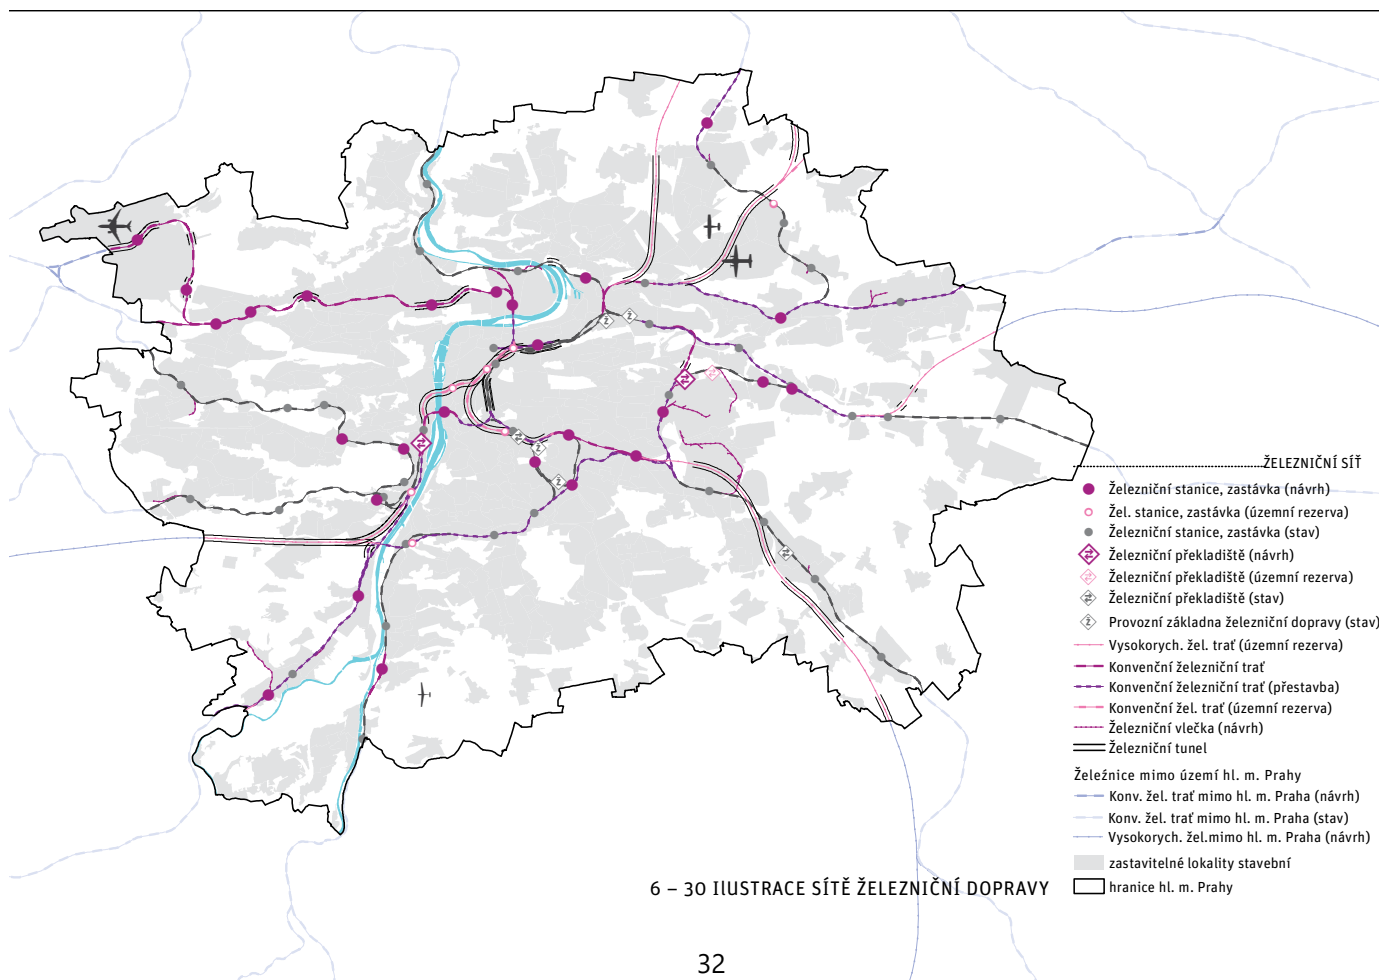 ŽELEZNIČNÍ SÍŤ
Železniční stanice, zastávka (návrh)
Žel. stanice, zastávka (územní rezerva)
Železniční stanice, zastávka (stav)
Železniční překladiště (návrh)
Železniční překladiště (územní rezerva)
Železniční překladiště (stav)
Provozní základna železniční dopravy (stav)
Vysokorych. žel. trať (územní rezerva)
Konvenční železniční trať
Konvenční železniční trať (přestavba)
Konvenční žel. trať (územní rezerva)
Železniční vlečka (návrh)
Železniční tunel
Železnice mimo území hl. m. Prahy
Konv. žel. trať mimo hl. m. Praha (návrh)
Konv. žel. trať mimo hl. m. Praha (stav)
Vysokorych. žel.mimo hl. m. Praha (návrh)
zastavitelné lokality stavební
hranice hl. m. Prahy
6 – 30 IlUSTRACE SÍTĚ ŽELEZNIČNÍ DOPRAVY
32